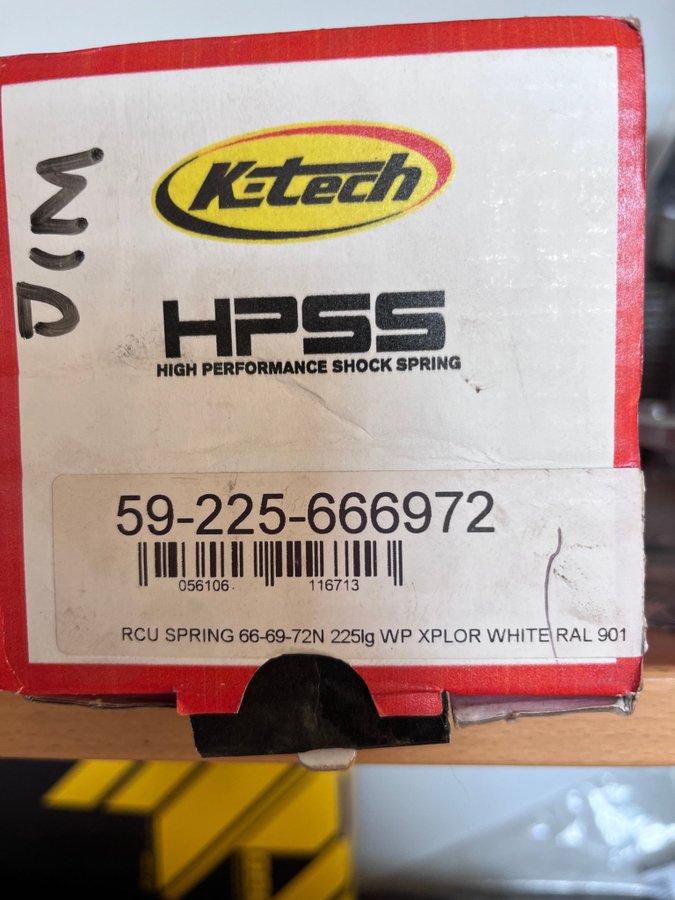 DIM
K-tech
HPSS
HIGH PERFORMANCE SHOCK SPRING
59-225-666972
056106 116713
RCU SPRING 66-69-72N 225lg WP XPLOR WHITE RAL 901